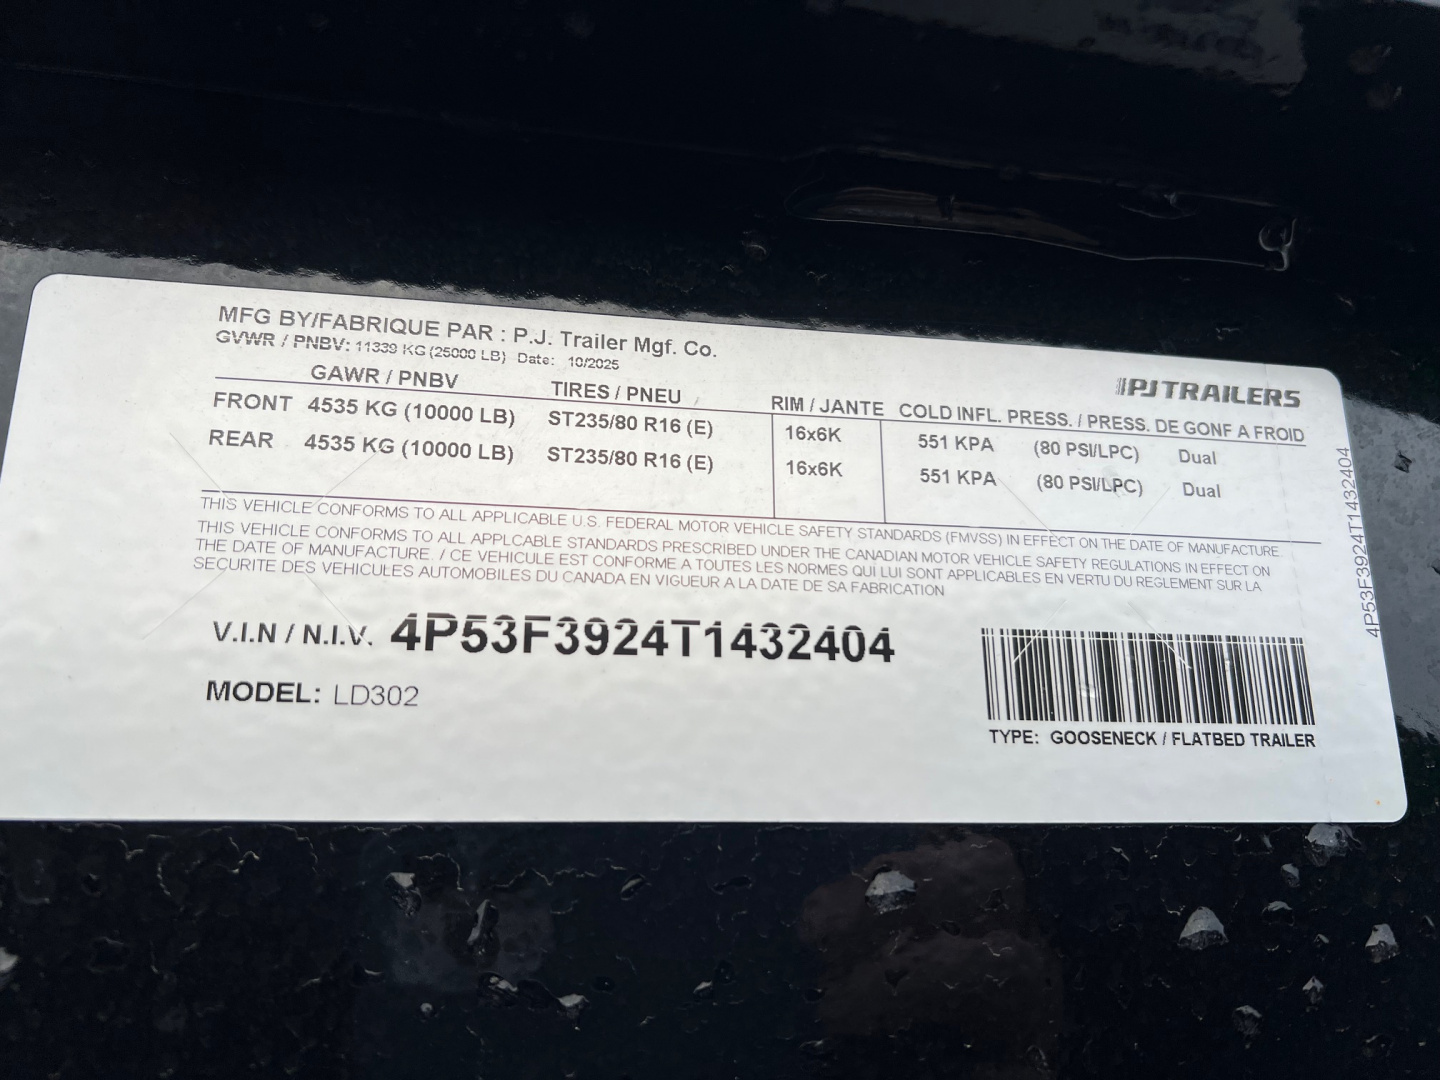 MFG BY/FABRIQUE PAR : P.J. Trailer Mgf. Co.
GVWR / PNBV: 11339 KG (25000 LB) Date: 10/2025
PJTRAILERS
GAWR / PNBV TIRES / PNEU RIM / JANTE COLD INFL. PRESS. / PRESS. DE GONF A FROID
FRONT 4535 KG (10000 LB) ST235/80 R16 (E) 16x6K 551 KPA (80 PSI/LPC) Dual
REAR 4535 KG (10000 LB) ST235/80 R16 (E) 16x6K 551 KPA (80 PSI/LPC) Dual
THIS VEHICLE CONFORMS TO ALL APPLICABLE U.S. FEDERAL MOTOR VEHICLE SAFETY STANDARDS (FMVSS) IN EFFECT ON THE DATE OF MANUFACTURE
THIS VEHICLE CONFORMS TO ALL APPLCABLE STANDARDS PRESCRIBED UNDER THE CANADIAN MOTOR VEHICLE SAFETY REGULATIONS IN EFFECT ON
THE DATE OF MANUFACTURE. / CE VEHICULE EST CONFORME A TOUTES LES NORMES QUI LUI SONT APPLICABLES EN VERTU DU REGLEMENT SUR LA
SECURITE DES VEHICULES AUTOMOBILES DU CANADA EN VIGUEUR A LA DATE DE SA FABRICATION
V.I.N / N.I.V. 4P53F3924T1432404
MODEL: LD302
TYPE: GOOSENECK / FLATBED TRAILER
4P53F3924T1432404